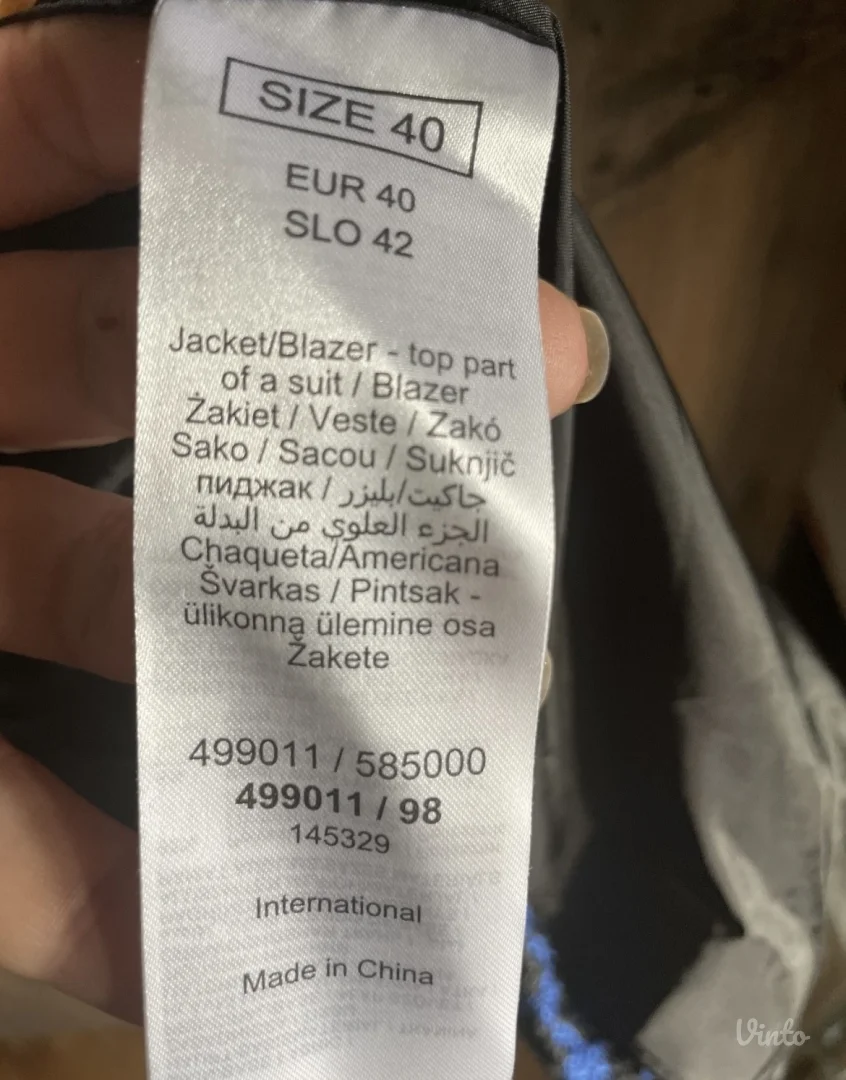 SIZE 40
EUR 40
SLO 42
Jacket/Blazer - top part
of a suit / Blazer
Żakiet / Veste / Zakó
Sako / Sacou / Suknjič
пиджак / جاكيت/بليزر
الجزء العلوي من البدلة
Chaqueta/Americana
Švarkas / Pintsak -
ülikonna ülemine osa
Žakete
499011 / 585000
499011 / 98
145329
International
Made in China
Vinto